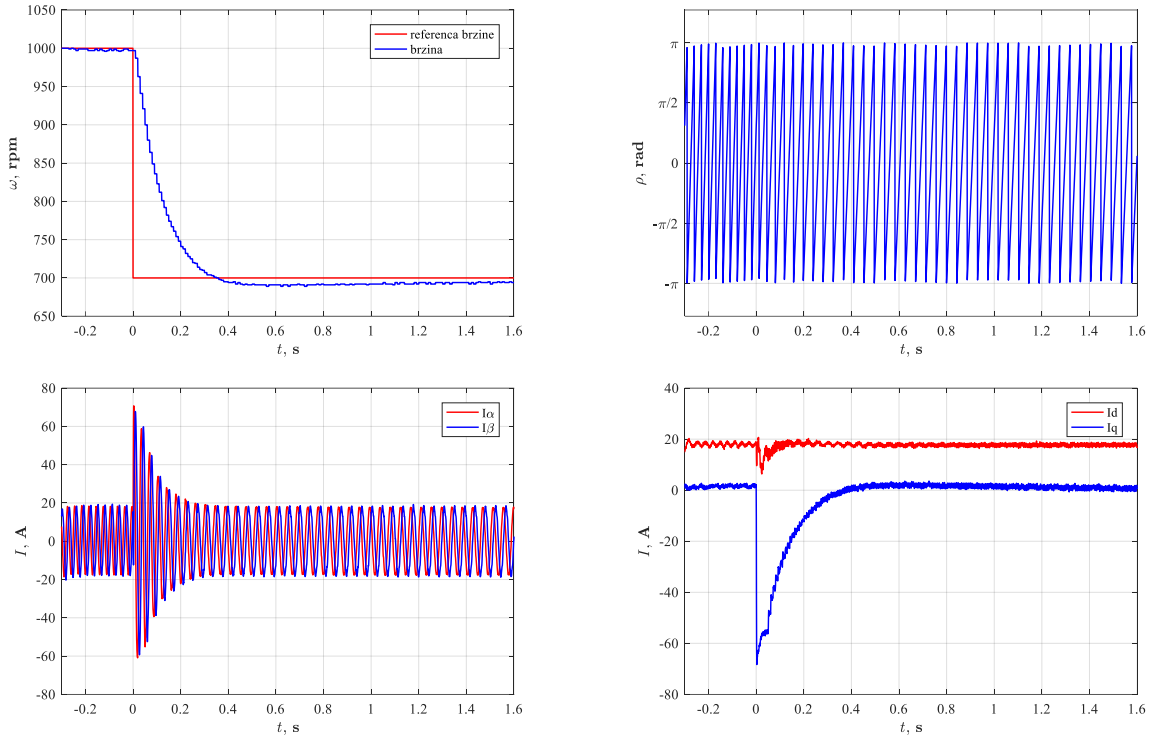 1050
1000
950
900
850
800
750
700
650
-0.2 0 0.2 0.4 0.6 0.8 1 1.2 1.4 1.6
t, s
ω, rpm
referenca brzine
brzina
π
π/2
0
-π/2
-π
-0.2 0 0.2 0.4 0.6 0.8 1 1.2 1.4 1.6
t, s
ρ, rad
80
60
40
20
0
-20
-40
-60
-80
-0.2 0 0.2 0.4 0.6 0.8 1 1.2 1.4 1.6
t, s
I, A
Iα
Iβ
40
20
0
-20
-40
-60
-80
-0.2 0 0.2 0.4 0.6 0.8 1 1.2 1.4 1.6
t, s
I, A
Id
Iq